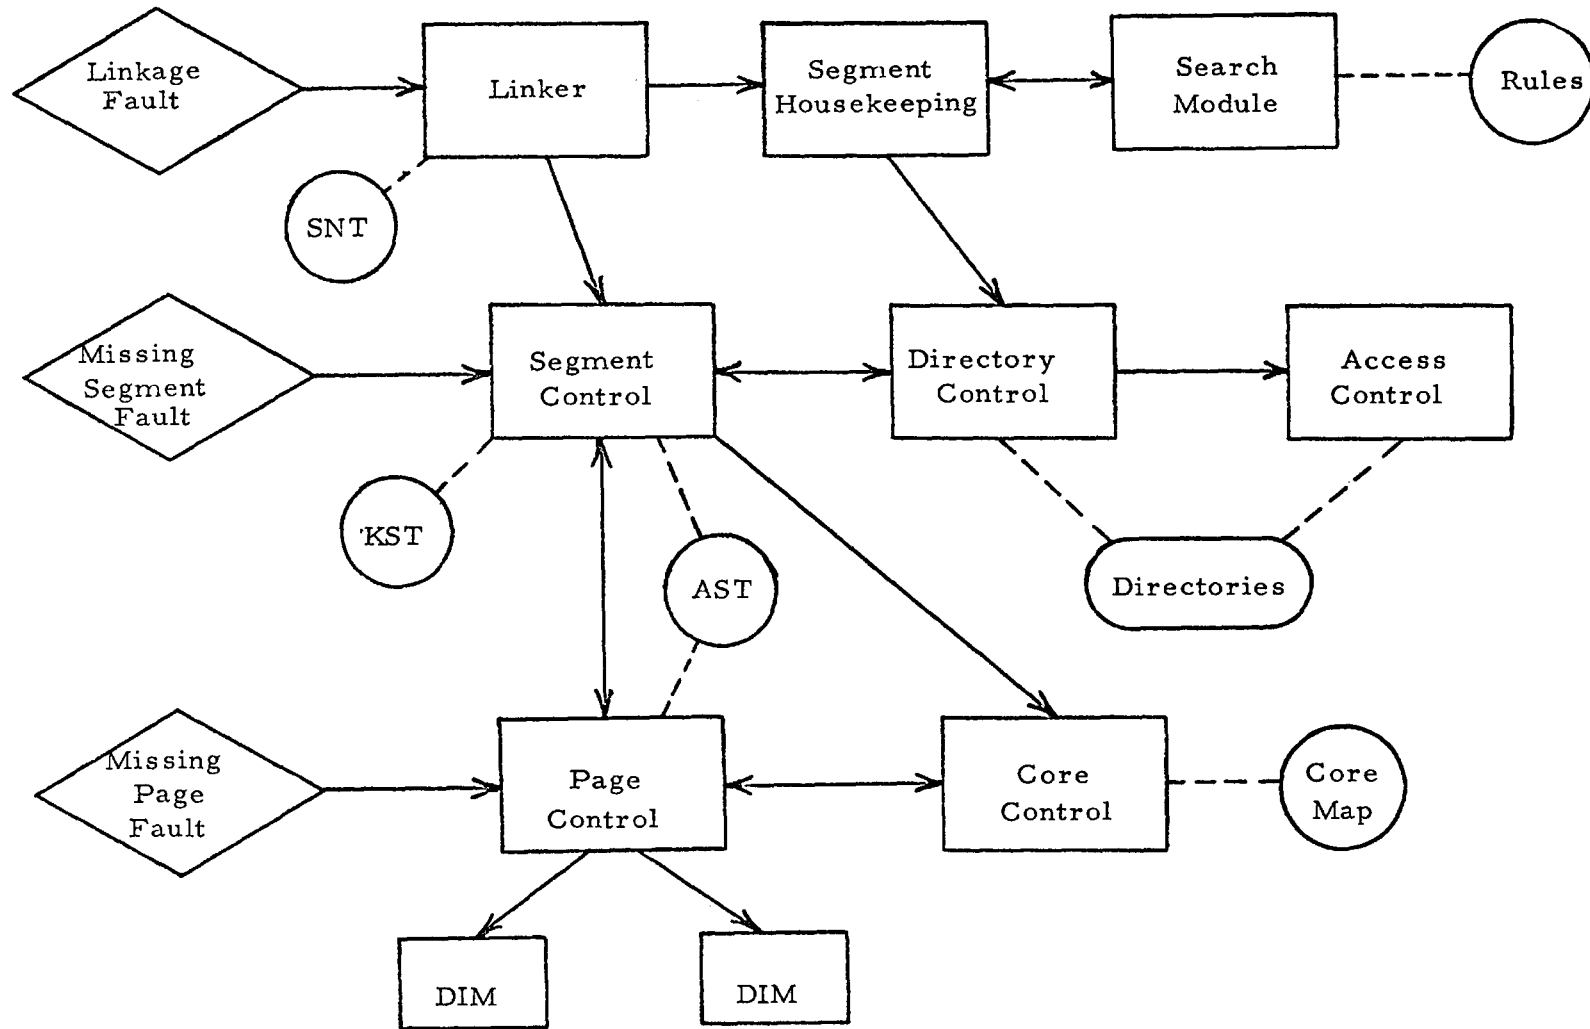 Linkage
Fault
Linker
Segment
Housekeeping
Search
Module
Rules
SNT
Missing
Segment
Fault
Segment
Control
Directory
Control
Access
Control
KST
AST
Directories
Missing
Page
Fault
Page
Control
Core
Control
Core
Map
DIM
DIM